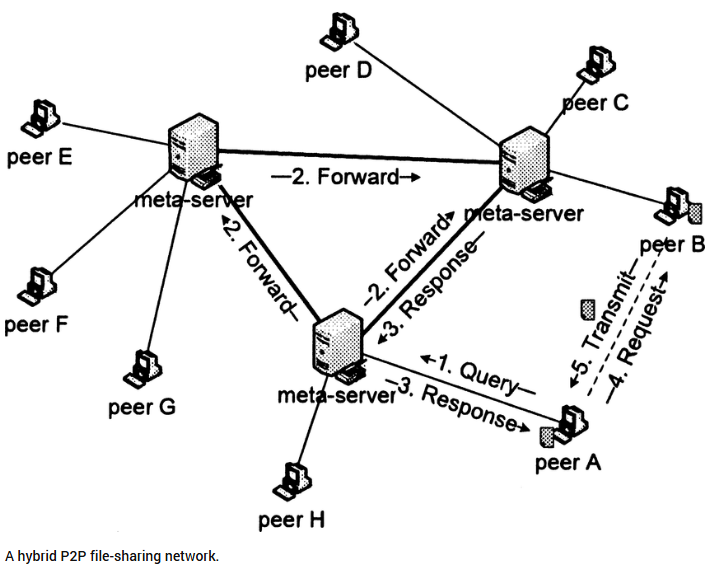 peer D
peer C
peer E
2. Forward
meta-server
meta-server
peer B
2. Forward
2. Forward
3. Response
5. Transmit
4. Request
peer F
1. Query
meta-server
3. Response
peer G
peer A
peer H
A hybrid P2P file-sharing network.